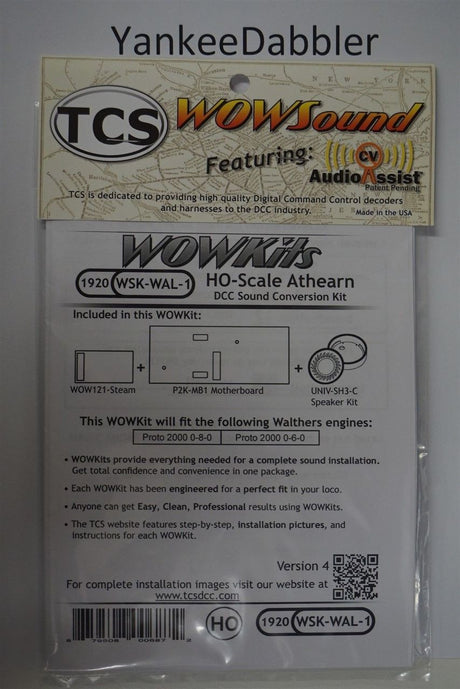 YankeeDabbler
TCS WOWSound
Featuring: CV
AudioAssist
Patent Pending
TCS is dedicated to providing high quality Digital Command Control decoders
and harnesses to the DCC industry.
Made in the USA
WOWKits
1920 WSK-WAL-1 HO-Scale Athearn
DCC Sound Conversion Kit
Included in this WOWKit:
+ +
WOW121-Steam P2K-MB1 Motherboard UNIV-SH3-C
Speaker Kit
This WOWKit will fit the following Walthers engines:
Proto 2000 0-8-0 Proto 2000 0-6-0
• WOWKits provide everything needed for a complete sound installation.
Get total confidence and convenience in one package.
• Each WOWKit has been engineered for a perfect fit in your loco.
• Anyone can get Easy, Clean, Professional results using WOWKits.
• The TCS website features step-by-step, installation pictures, and
instructions for each WOWKit.
Version 4
For complete installation images visit our website at
www.tcsdcc.com
HO 1920 WSK-WAL-1